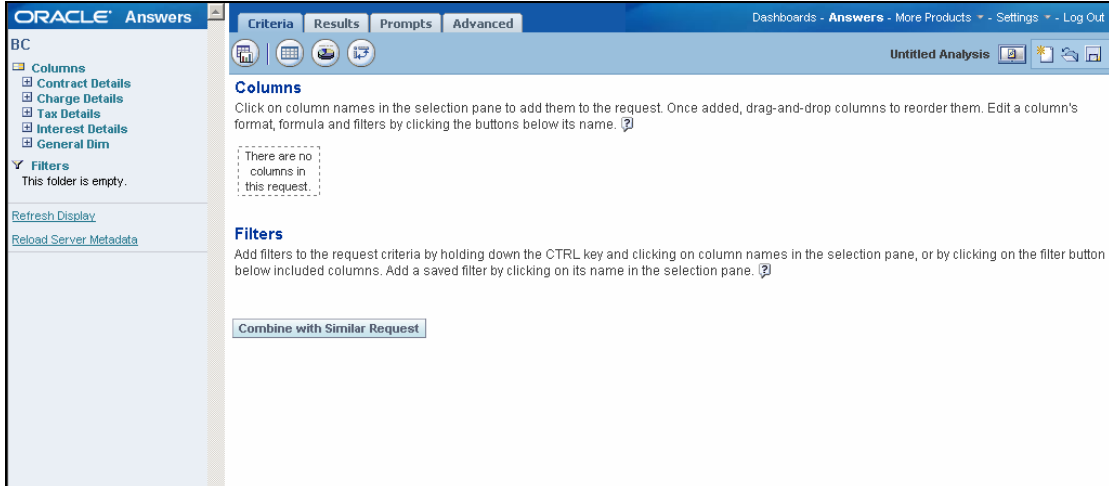 ORACLE Answers
BC
Columns
Contract Details
Charge Details
Tax Details
Interest Details
General Dim
Filters
This folder is empty.
Refresh Display
Reload Server Metadata
Criteria Results Prompts Advanced
Dashboards - Answers - More Products - Settings - Log Out
Untitled Analysis
Columns
Click on column names in the selection pane to add them to the request. Once added, drag-and-drop columns to reorder them. Edit a column's
format, formula and filters by clicking the buttons below its name.
There are no
columns in
this request.
Filters
Add filters to the request criteria by holding down the CTRL key and clicking on column names in the selection pane, or by clicking on the filter button
below included columns. Add a saved filter by clicking on its name in the selection pane.
Combine with Similar Request